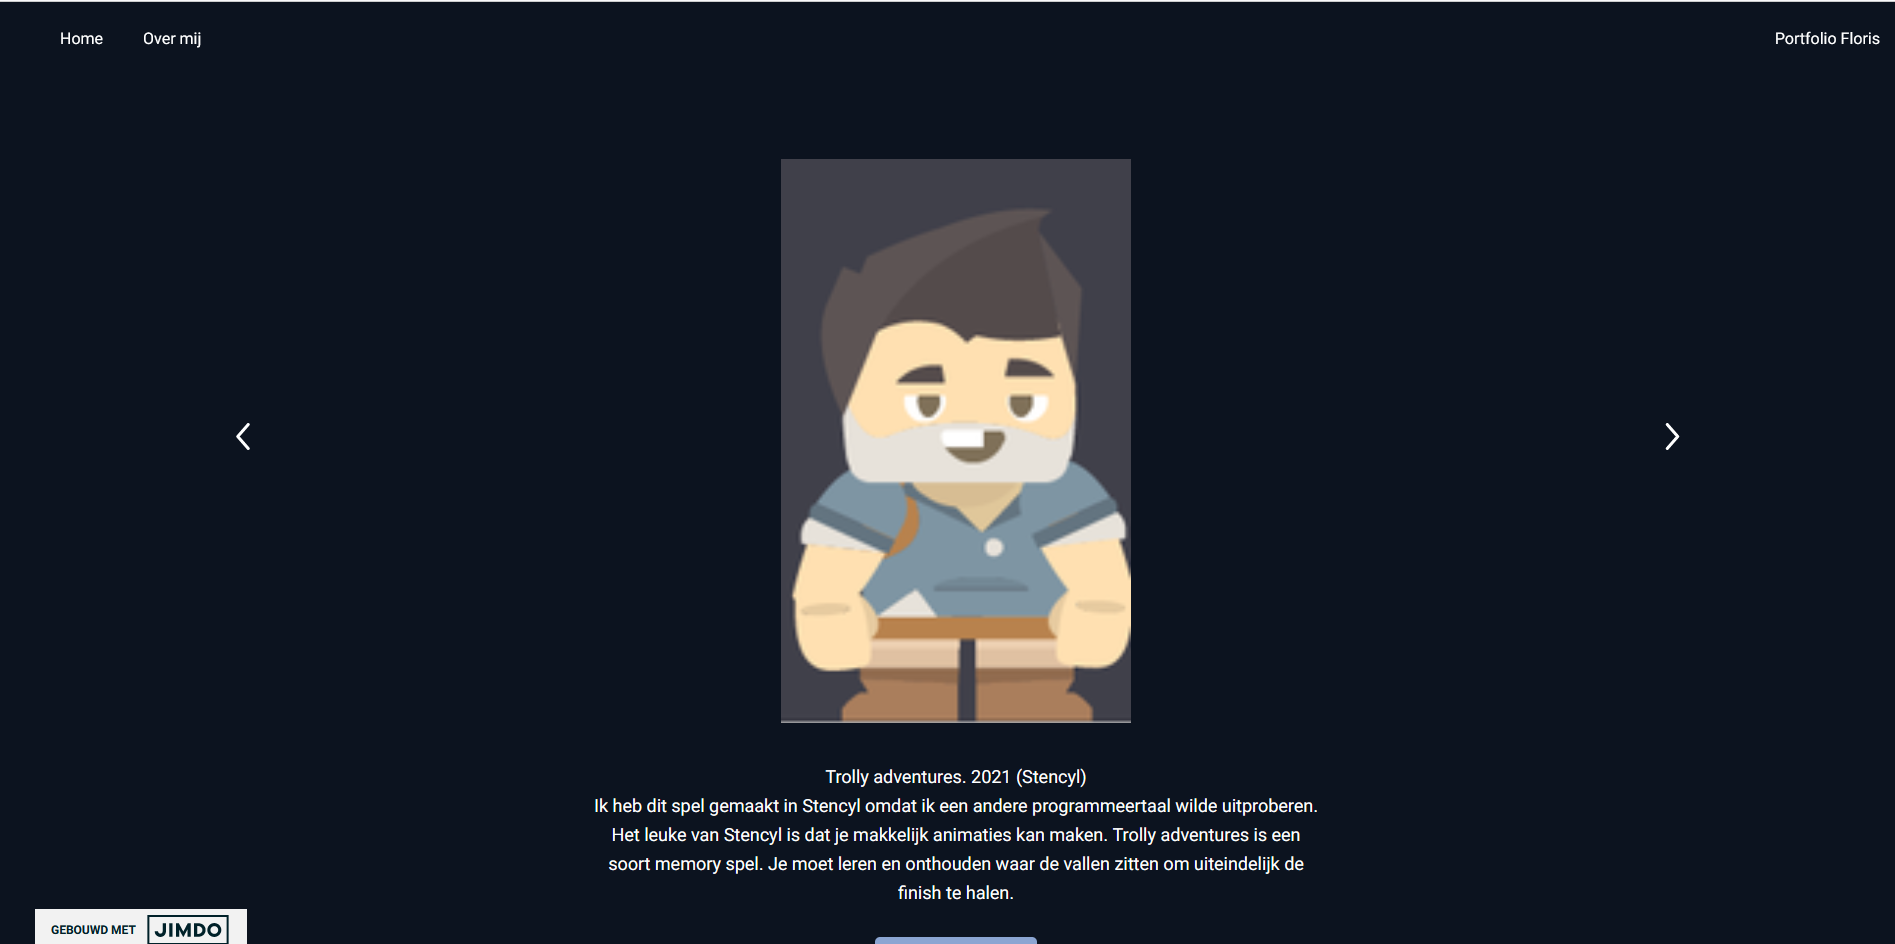 Home
Over mij
Portfolio Floris
Trolly adventures. 2021 (Stencyl)
Ik heb dit spel gemaakt in Stencyl omdat ik een andere programmeertaal wilde uitproberen.
Het leuke van Stencyl is dat je makkelijk animaties kan maken. Trolly adventures is een
soort memory spel. Je moet leren en onthouden waar de vallen zitten om uiteindelijk de
finish te halen.
GEBOUWD MET JIMDO